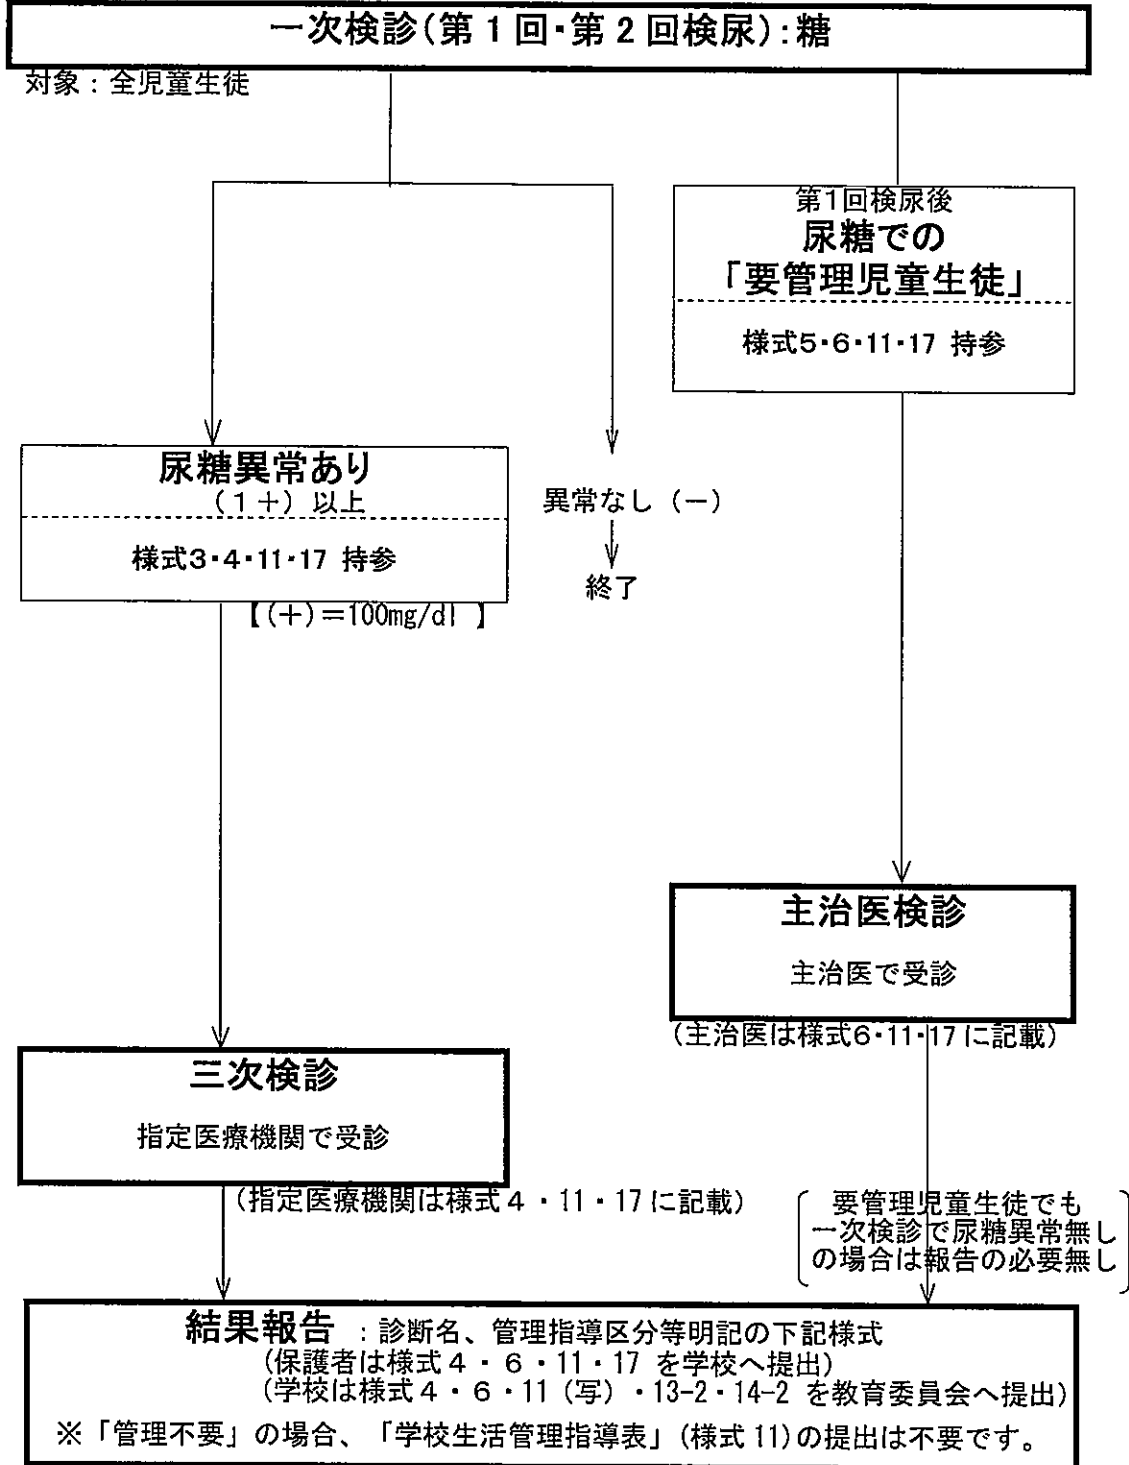 一次検診(第1回・第2回検尿):糖
対象：全児童生徒
第1回検尿後
尿糖での
「要管理児童生徒」
様式5・6・11・17 持参
尿糖異常あり
（1＋）以上
様式3・4・11・17 持参
【(＋)＝100mg/dl 】
異常なし（－）
終了
主治医検診
主治医で受診
(主治医は様式6・11・17に記載)
三次検診
指定医療機関で受診
(指定医療機関は様式4・11・17に記載)
要管理児童生徒でも
一次検診で尿糖異常無し
の場合は報告の必要無し
結果報告 ：診断名、管理指導区分等明記の下記様式
(保護者は様式4・6・11・17 を学校へ提出)
(学校は様式4・6・11(写)・13-2・14-2 を教育委員会へ提出)
※「管理不要」の場合、「学校生活管理指導表」(様式11)の提出は不要です。